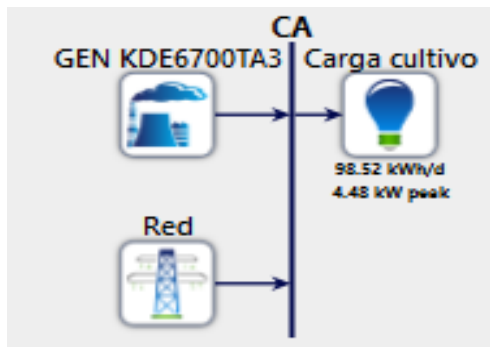 CA
GEN KDE6700TA3 Carga cultivo
98.52 kWh/d
4.48 kW peak
Red